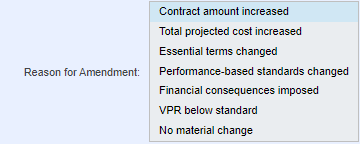 Reason for Amendment:
Contract amount increased
Total projected cost increased
Essential terms changed
Performance-based standards changed
Financial consequences imposed
VPR below standard
No material change